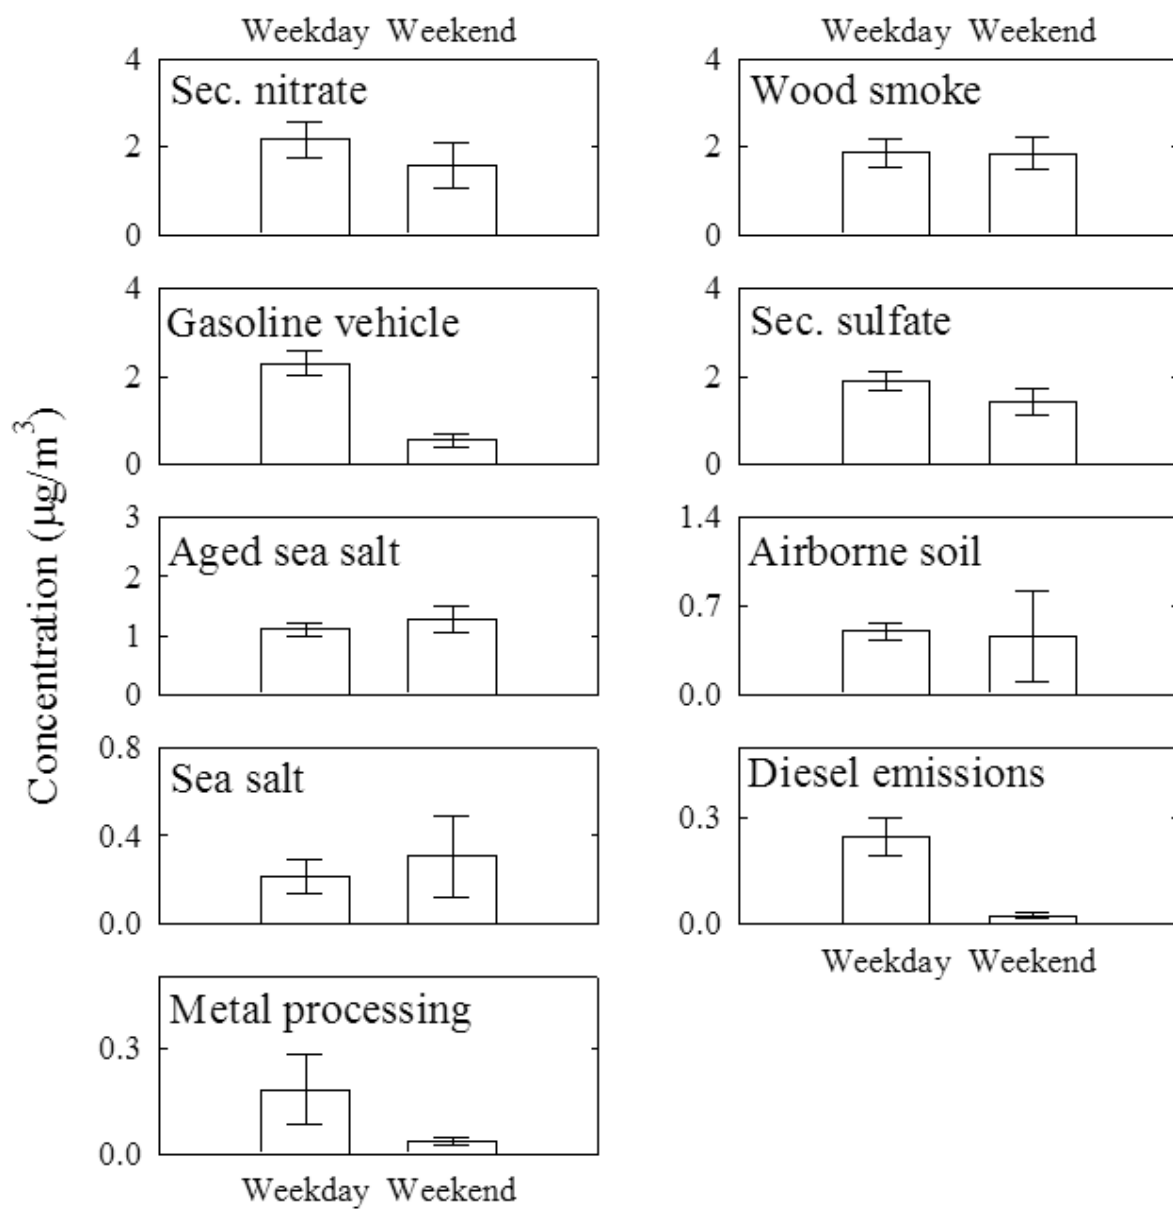 Weekday Weekend
4
Sec. nitrate
2
0
Weekday Weekend
4
Wood smoke
2
0
4
Gasoline vehicle
2
0
4
Sec. sulfate
2
0
Concentration (µg/m³)
3
Aged sea salt
2
1
0
1.4
Airborne soil
0.7
0.0
0.8
Sea salt
0.4
0.0
Diesel emissions
0.3
0.0
Weekday Weekend
Metal processing
0.3
0.0
Weekday Weekend